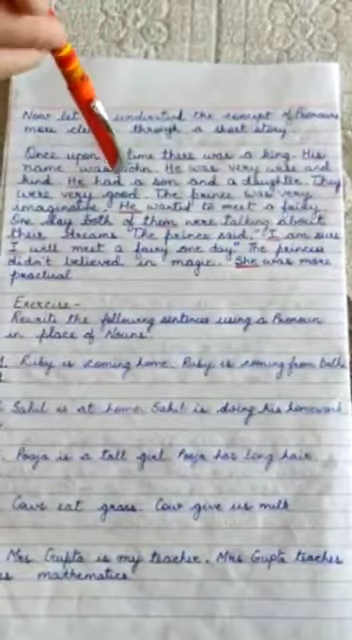 Now let understand the concept of Pronouns
more through a short story.
Once upon time there was a king. His
name was John. He was very wise and
kind. He had a son and a daughter. They
were very good. The prince was very
imaginative. He wanted to meet a fairy
One day both of them were talking about
their dreams "The prince said," I am sure
I will meet a fairy one day" The princess
didn't believed in magic. She was more
practical
Exercise-
Rewrite the following sentences using a Pronoun
in place of Nouns.
Ruby is coming home. Ruby is coming from
Sahil is at home. Sahil is doing his homework
Pooja is a tall girl. Pooja has long hair.
Cows eat grass. Cow give us milk
Mrs Gupta is my teacher. Mrs Gupta teaches
mathematics.